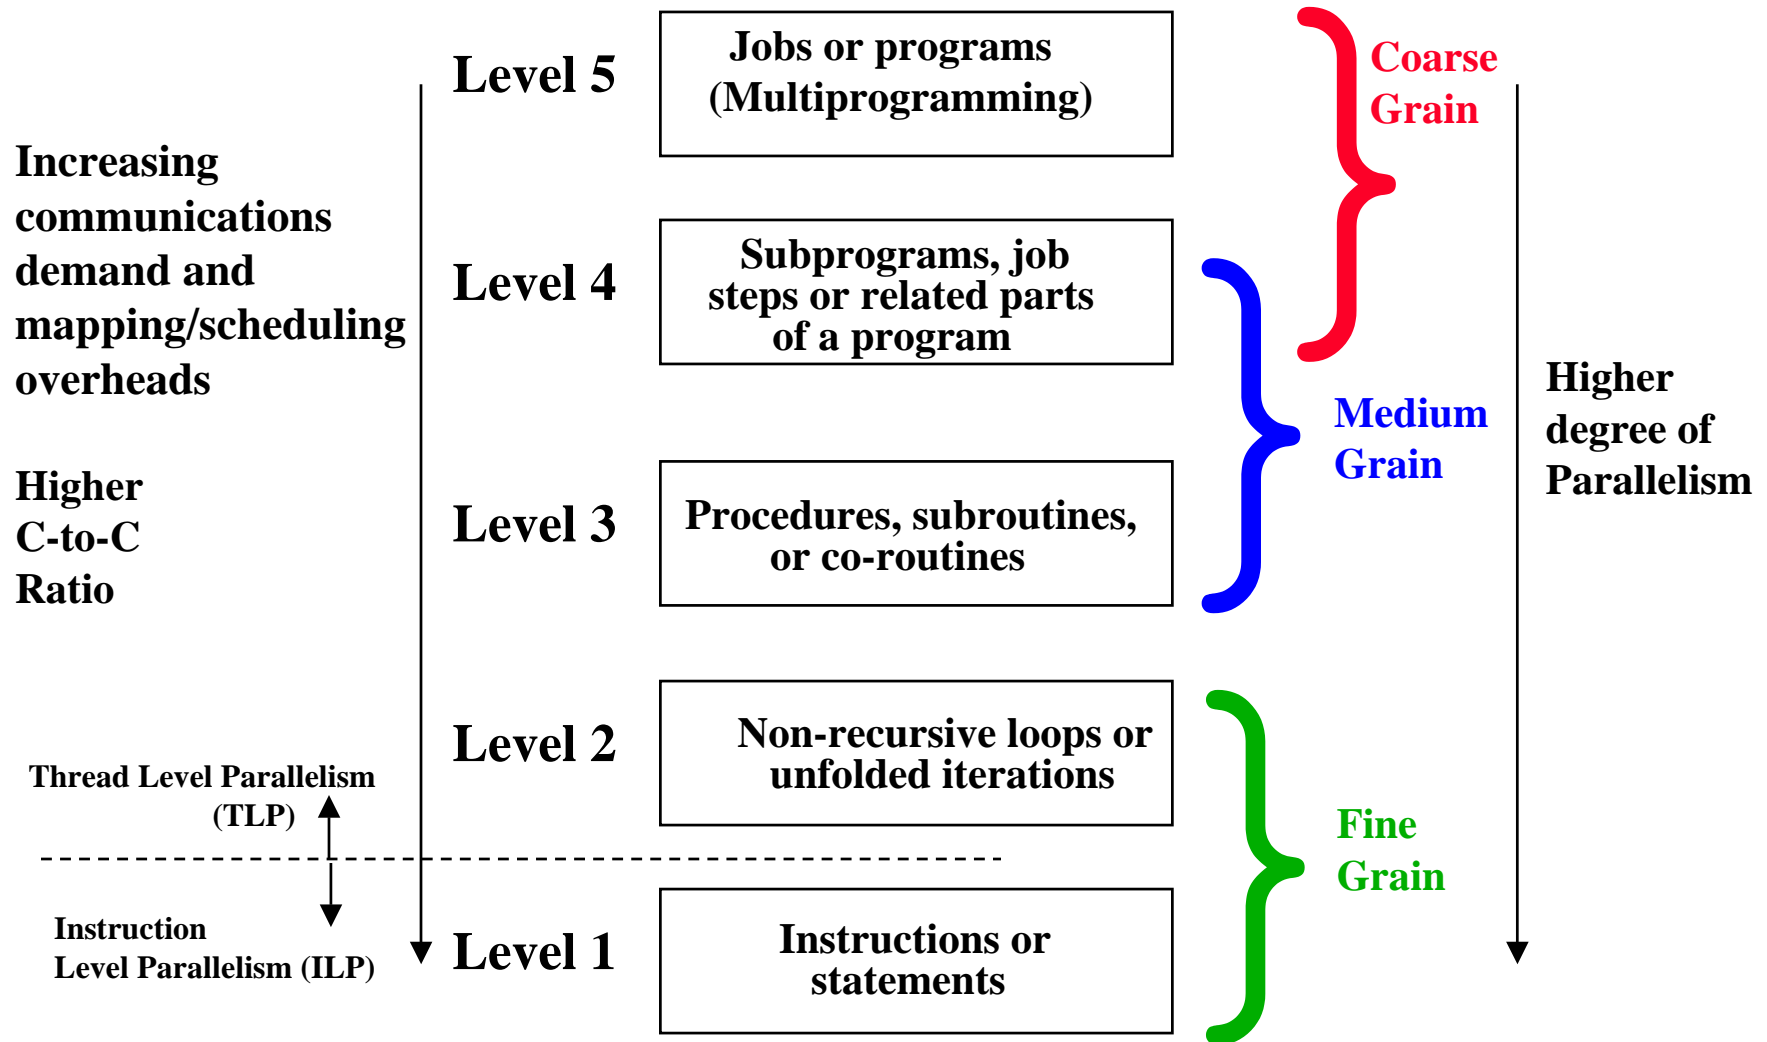 Level 5
Jobs or programs
(Multiprogramming)
Coarse
Grain
Increasing
communications
demand and
mapping/scheduling
overheads
Level 4
Subprograms, job
steps or related parts
of a program
Higher
degree of
Parallelism
Medium
Grain
Higher
C-to-C
Ratio
Level 3
Procedures, subroutines,
or co-routines
Level 2
Non-recursive loops or
unfolded iterations
Thread Level Parallelism
(TLP)
Fine
Grain
Instruction
Level Parallelism (ILP)
Level 1
Instructions or
statements